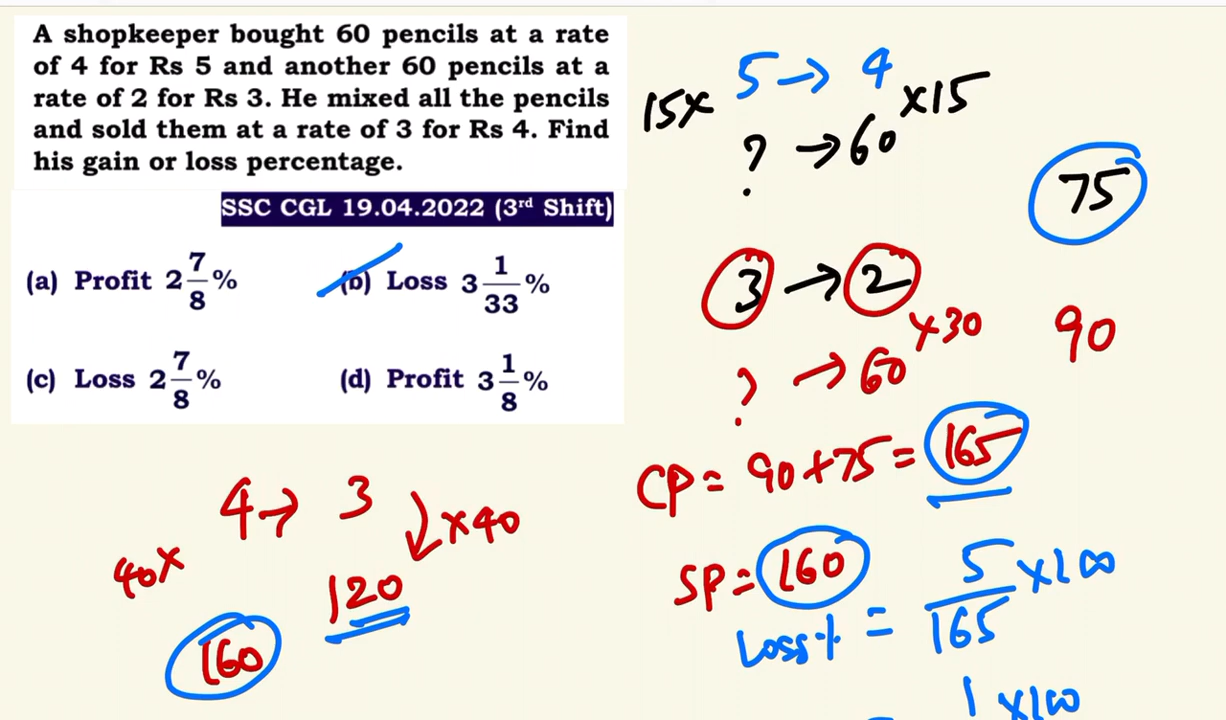 A shopkeeper bought 60 pencils at a rate
of 4 for Rs 5 and another 60 pencils at a
rate of 2 for Rs 3. He mixed all the pencils
and sold them at a rate of 3 for Rs 4. Find
his gain or loss percentage.
SSC CGL 19.04.2022 (3rd Shift)
(a) Profit 2 7/8 %
(b) Loss 3 1/33 %
(c) Loss 2 7/8 %
(d) Profit 3 1/8 %
4 → 3
40x
↓ x40
120
160
5 → 4
15x
x15
? → 60
75
3 → 2
x30
? → 60
90
CP = 90+75 = 165
SP = 160
Loss % = 5/165 x100
= 1 x100